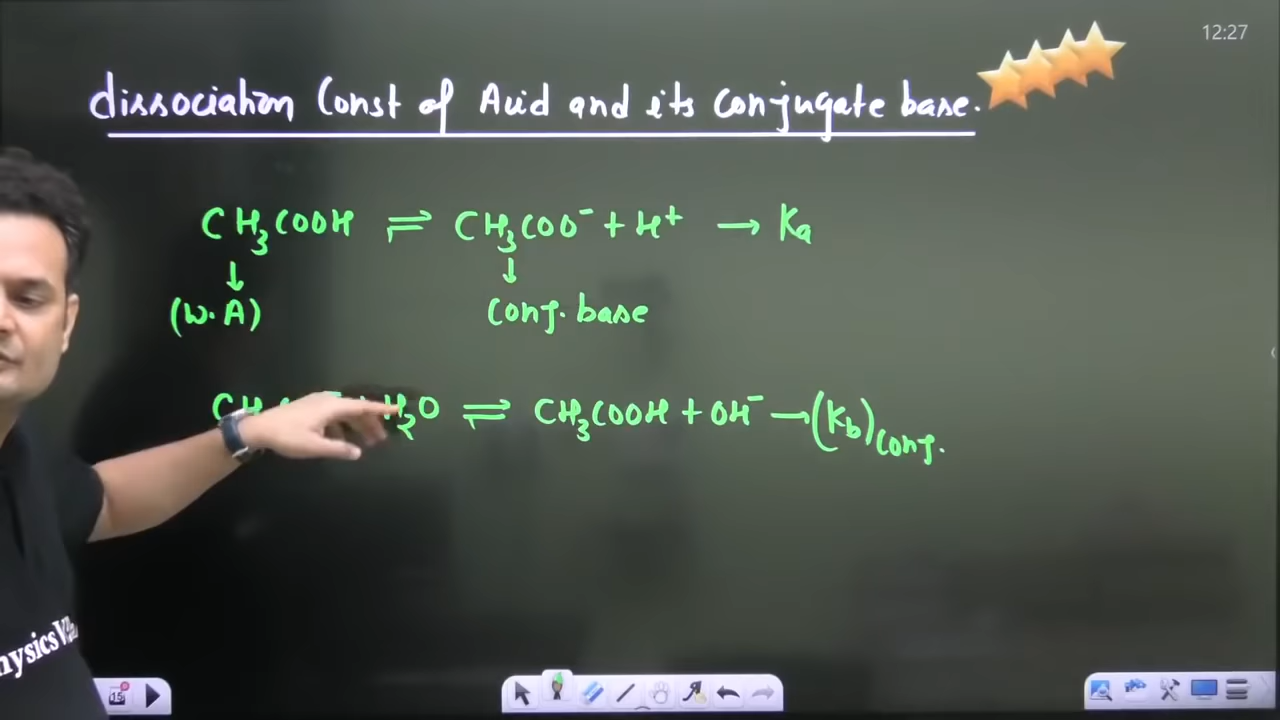 12:27
dissociation Const of Acid and its Conjugate base.
CH₃COOH ⇌ CH₃COO⁻ + H⁺ → Ka
↓ ↓
(W.A) Conj. base
H₂O ⇌ CH₃COOH + OH⁻ → (Kb)conj.
15